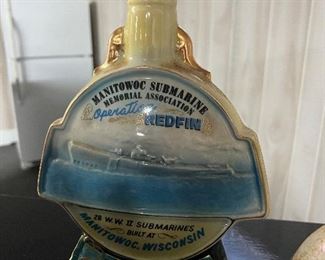 MANITOWOC SUBMARINE
MEMORIAL ASSOCIATION
Operation
REDFIN
28 W.W. II SUBMARINES
BUILT AT
MANITOWOC, WISCONSIN